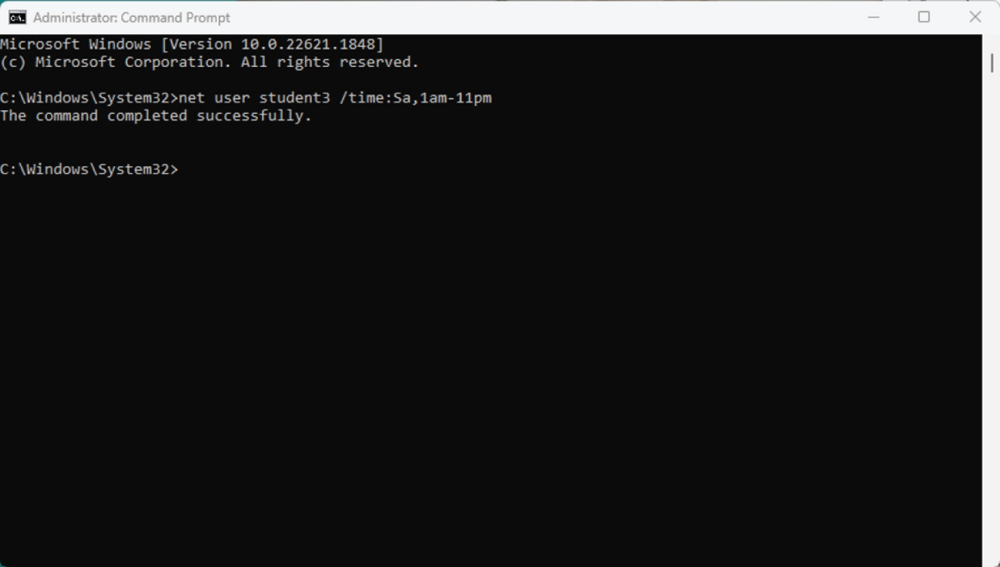 Administrator: Command Prompt
Microsoft Windows [Version 10.0.22621.1848]
(c) Microsoft Corporation. All rights reserved.
C:\Windows\System32>net user student3 /time:Sa,1am-11pm
The command completed successfully.
C:\Windows\System32>